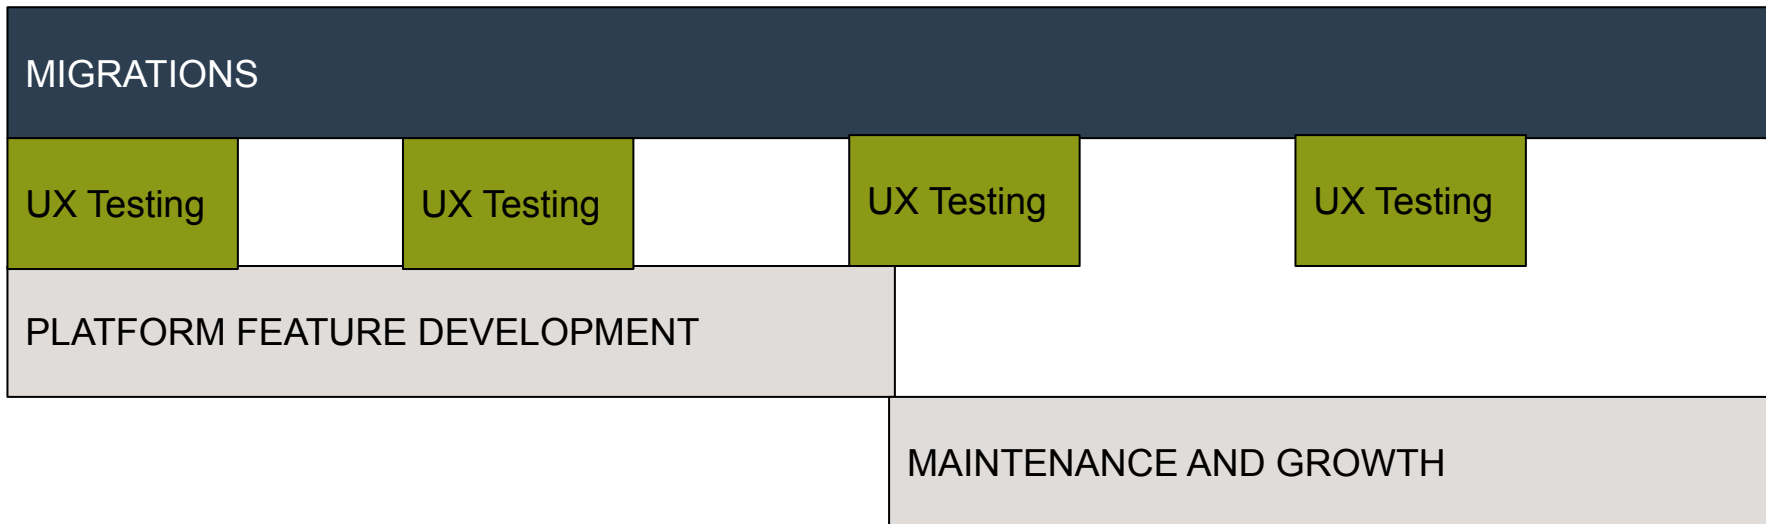 MIGRATIONS
UX Testing
UX Testing
UX Testing
UX Testing
PLATFORM FEATURE DEVELOPMENT
MAINTENANCE AND GROWTH